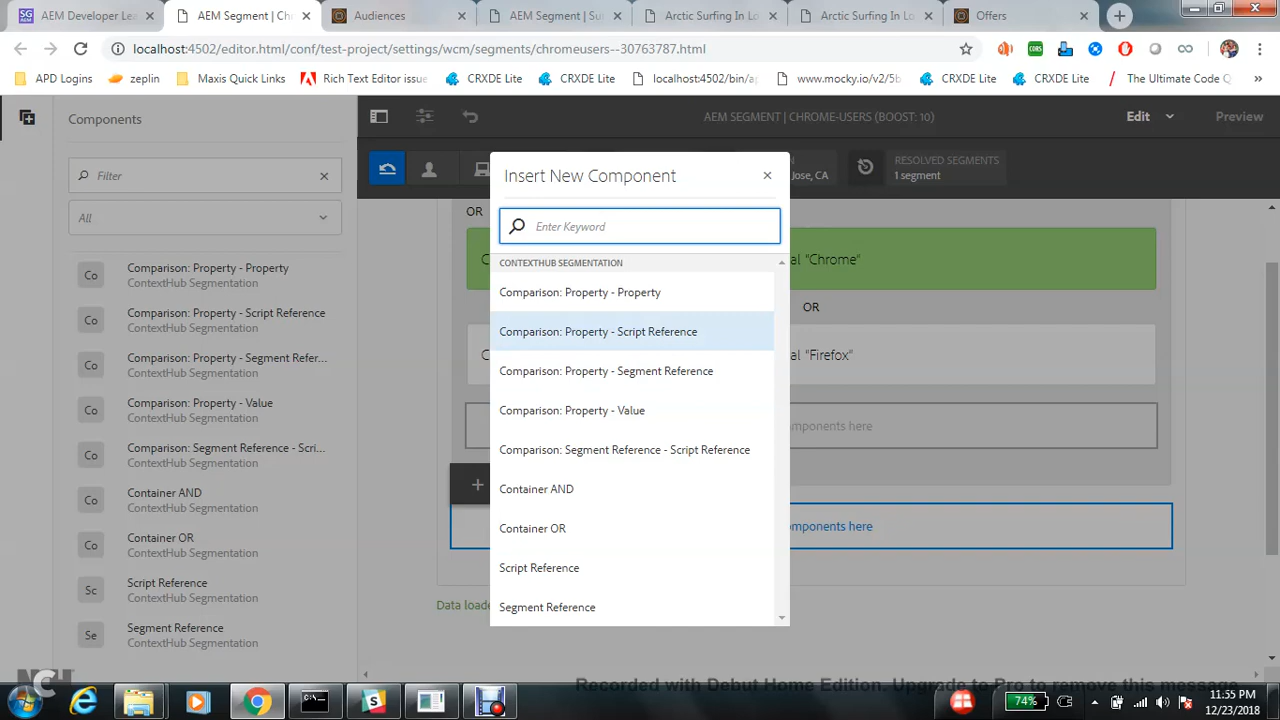 AEM Developer Lea
AEM Segment | Chr
Audiences
AEM Segment | Su
Arctic Surfing In Lo
Arctic Surfing In Lo
Offers
localhost:4502/editor.html/conf/test-project/settings/wcm/segments/chromeusers--30763787.html
APD Logins
zeplin
Maxis Quick Links
Rich Text Editor issue
CRXDE Lite
CRXDE Lite
localhost:4502/bin/a
www.mocky.io/v2/5b
CRXDE Lite
CRXDE Lite
The Ultimate Code Q
»
Components
AEM SEGMENT | CHROME-USERS (BOOST: 10)
Edit
Preview
Filter
All
Insert New Component
Jose, CA
RESOLVED SEGMENTS
1 segment
Enter Keyword
OR
CONTEXTHUB SEGMENTATION
al "Chrome"
Co
Comparison: Property - Property
ContextHub Segmentation
Co
Comparison: Property - Script Reference
ContextHub Segmentation
Co
Comparison: Property - Segment Refer...
ContextHub Segmentation
Co
Comparison: Property - Value
ContextHub Segmentation
Co
Comparison: Segment Reference - Scri...
ContextHub Segmentation
Co
Container AND
ContextHub Segmentation
Co
Container OR
ContextHub Segmentation
Sc
Script Reference
ContextHub Segmentation
Se
Segment Reference
ContextHub Segmentation
Comparison: Property - Property
Comparison: Property - Script Reference
Comparison: Property - Segment Reference
Comparison: Property - Value
Comparison: Segment Reference - Script Reference
Container AND
Container OR
Script Reference
Segment Reference
OR
al "Firefox"
mponents here
mponents here
Data loade
NCH
Recorded with Debut Home Edition. Upgrade to Pro to remove this message
74%
11:55 PM
12/23/2018